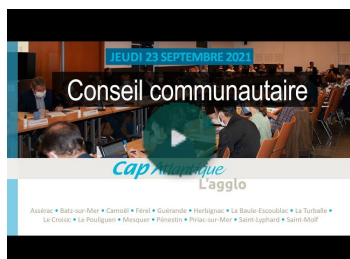 JEUDI 23 SEPTEMBRE 2021
Conseil communautaire
Cap Atlantique
L'agglo
Assérac • Batz-sur-Mer • Camoël • Férel • Guérande • Herbignac • La Baule-Escoublac • La Turballe •
Le Croisic • Le Pouliguen • Mesquer • Pénestin • Piriac-sur-Mer • Saint-Lyphard • Saint-Molf